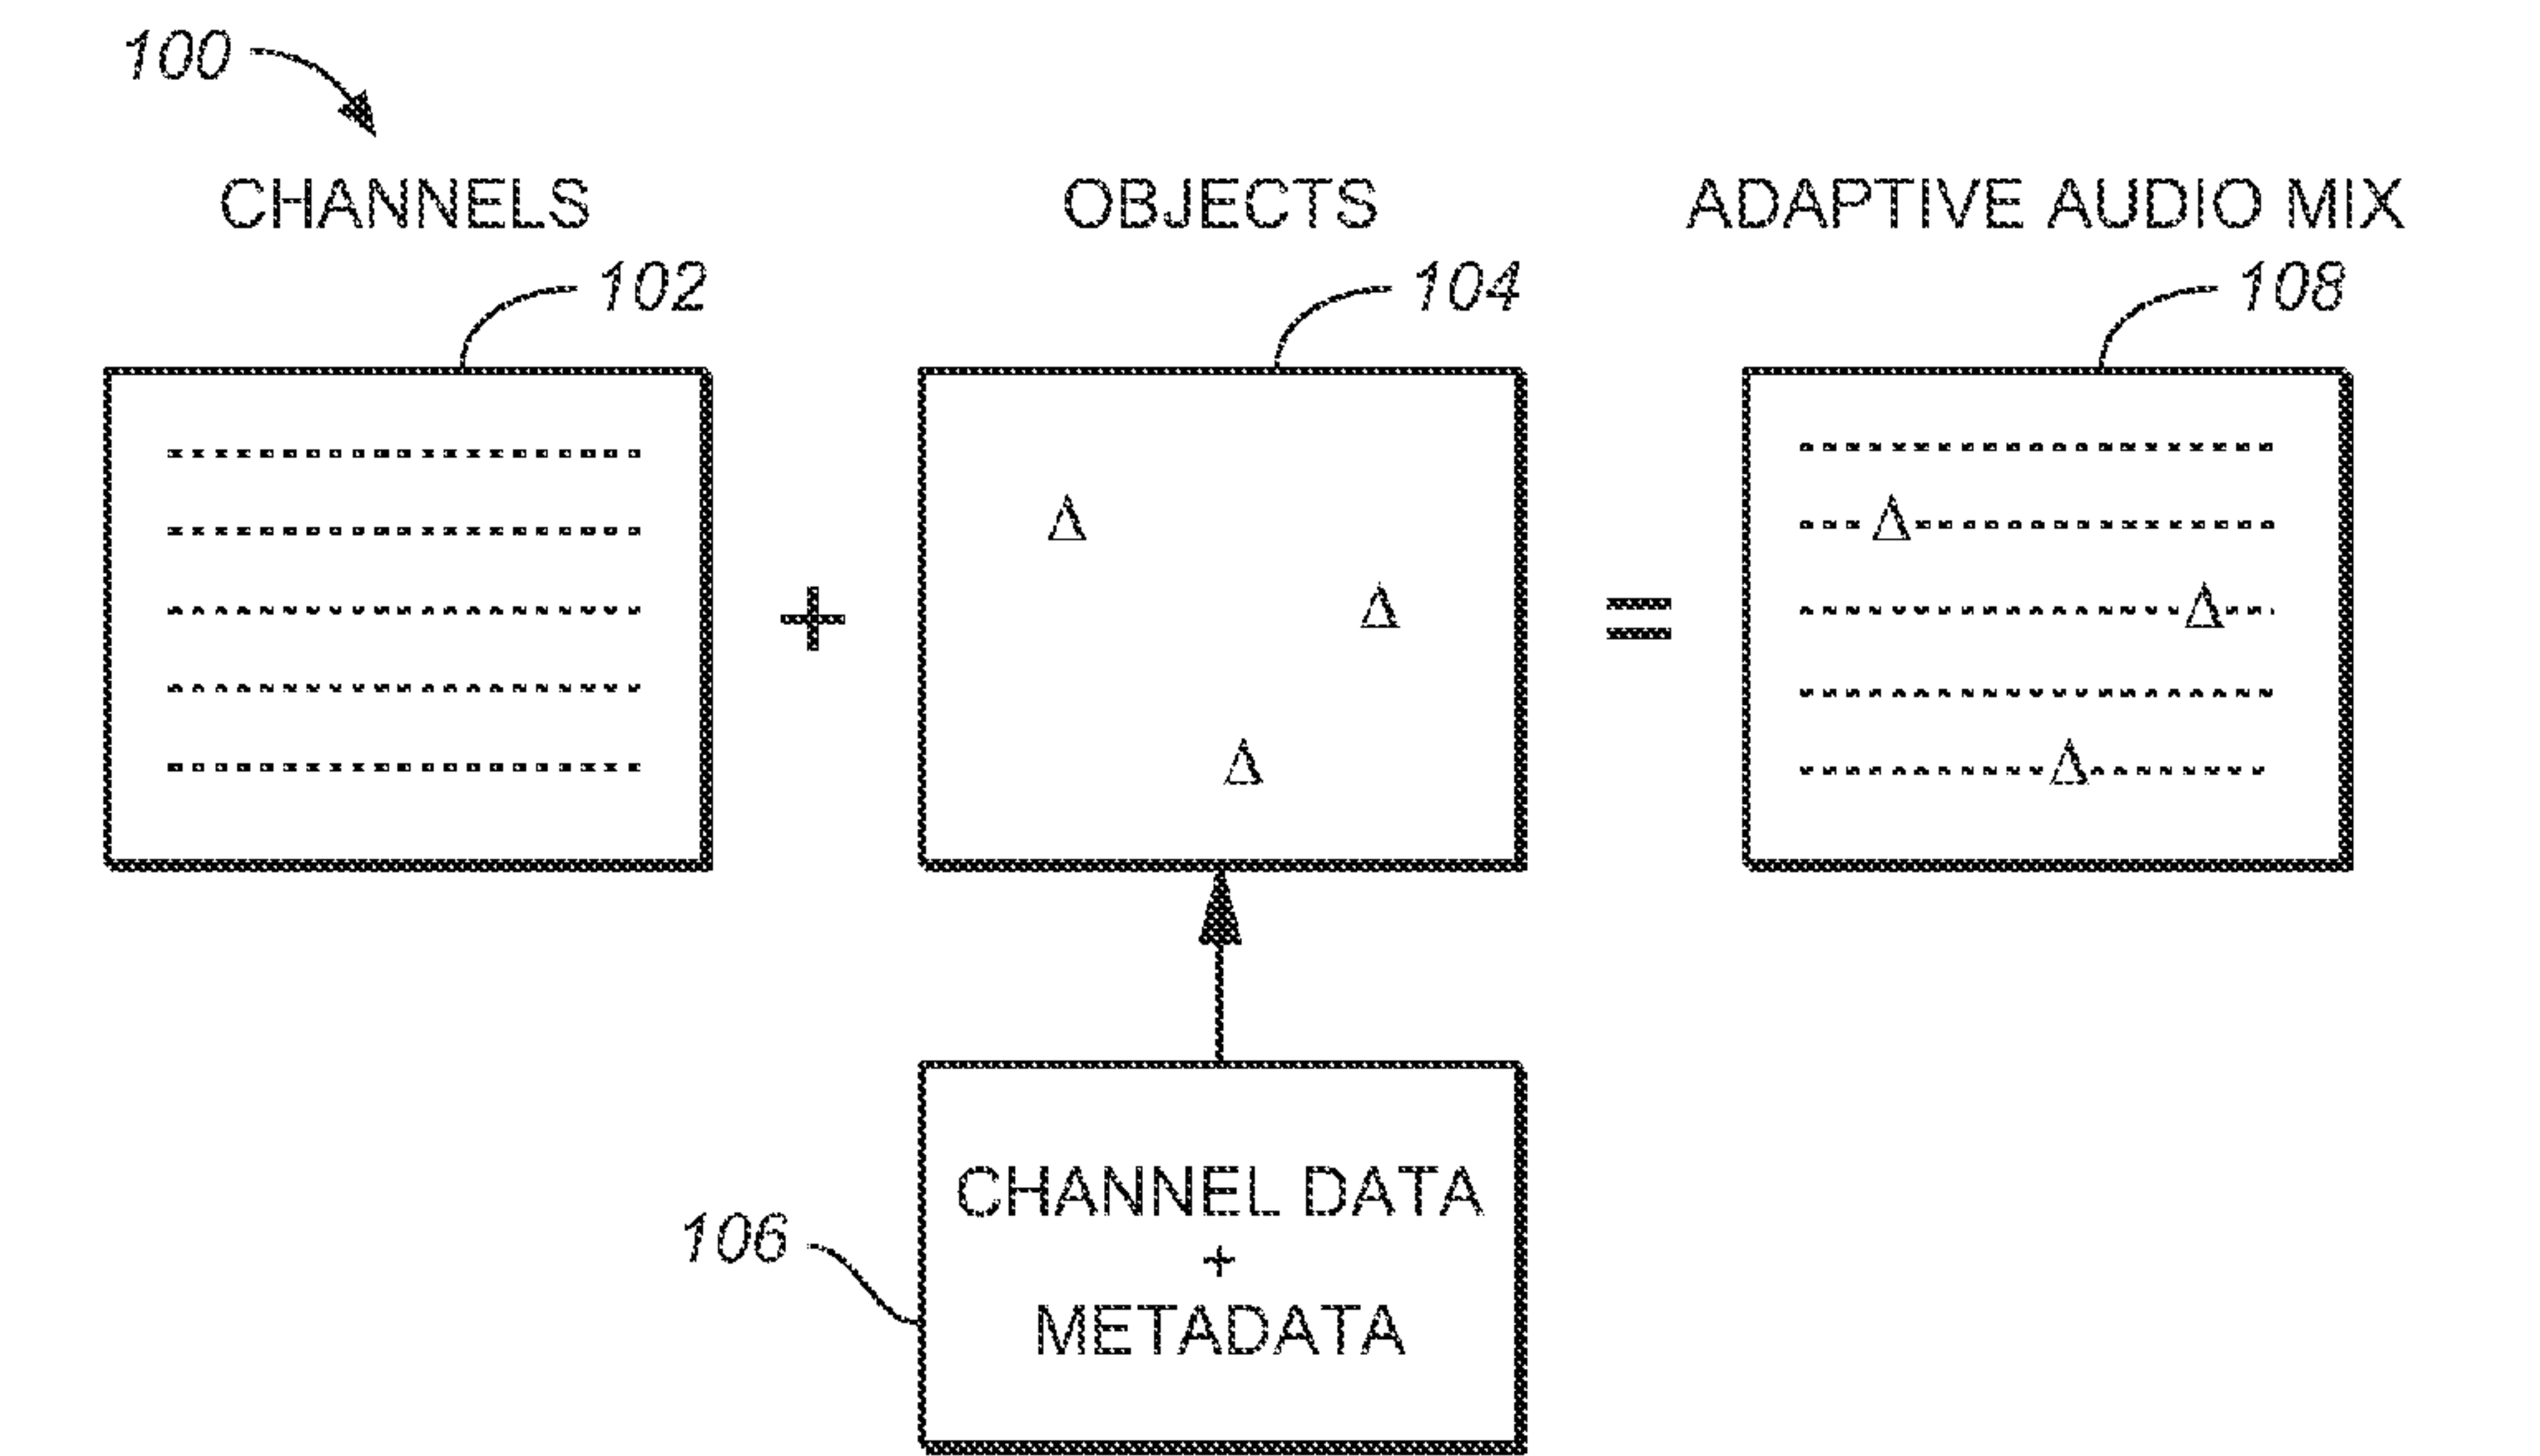 100
CHANNELS
OBJECTS
ADAPTIVE AUDIO MIX
102
104
108
+
=
106
CHANNEL DATA
+
METADATA